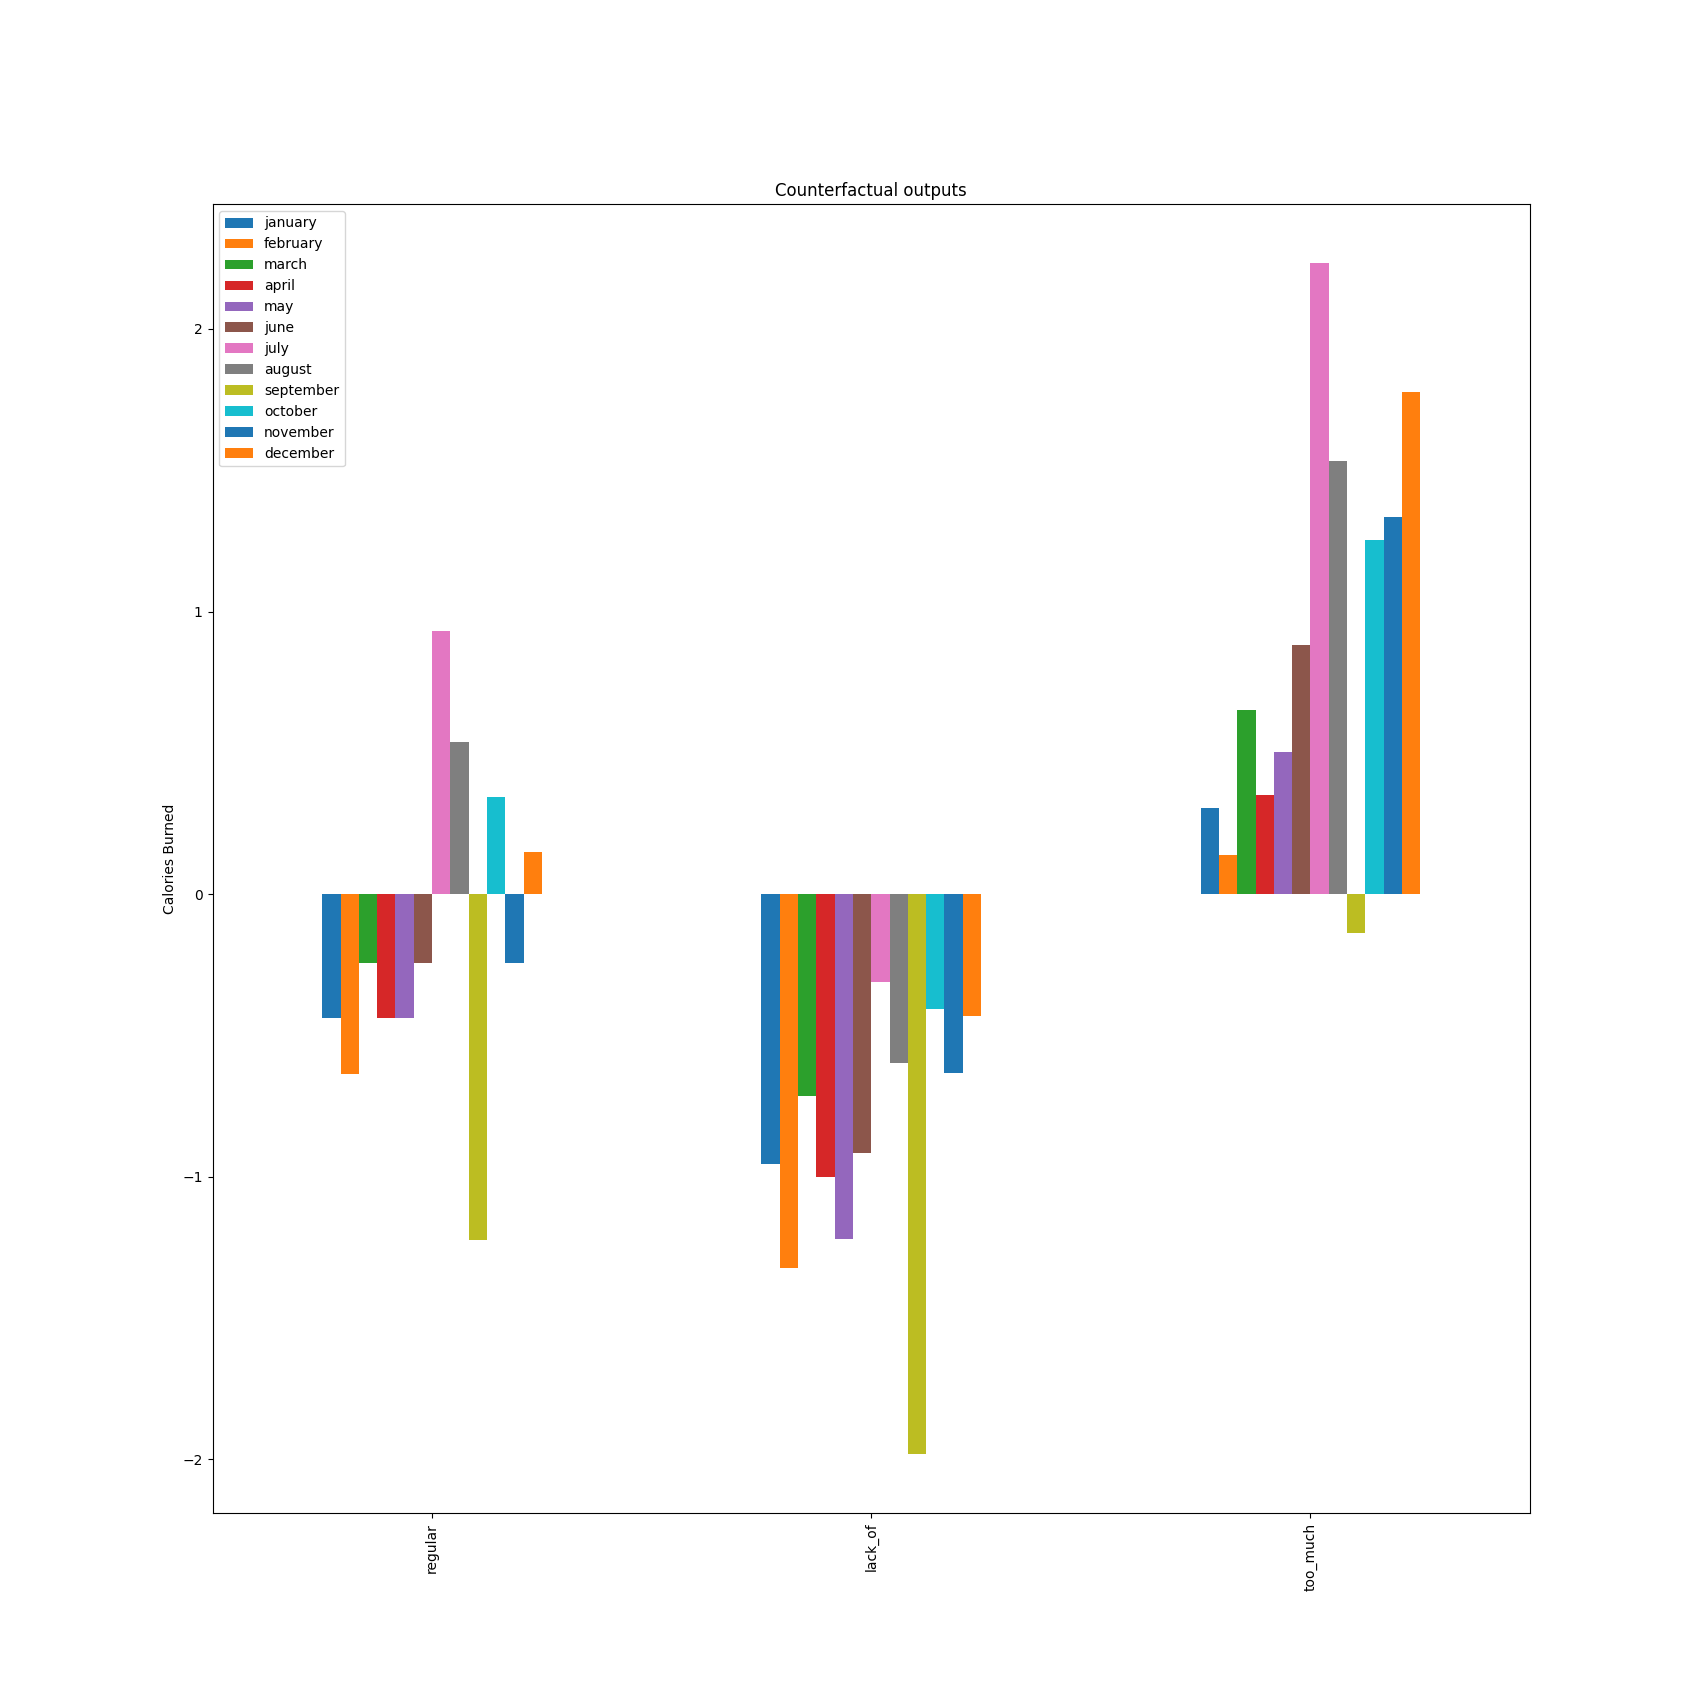 Counterfactual outputs
january
february
march
april
may
june
july
august
september
october
november
december
Calories Burned
2
1
0
−1
−2
regular
lack_of
too_much